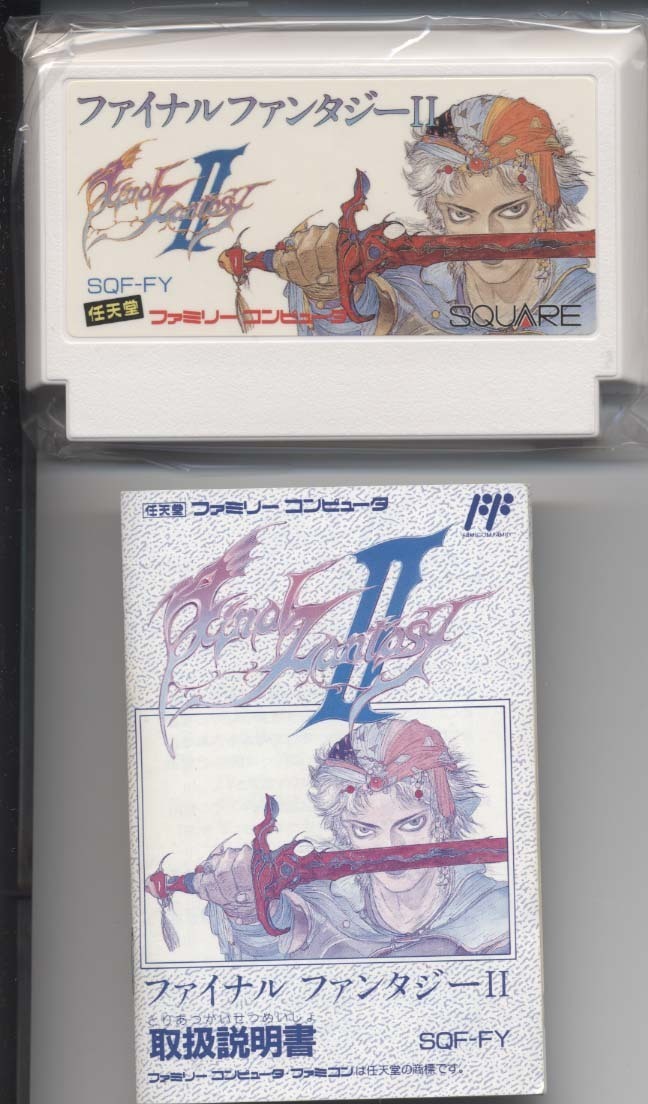 ファイナルファンタジーII
Final Fantasy II
SQF-FY
任天堂 ファミリーコンピュータ
SQUARE
任天堂 ファミリー コンピュータ
FF
FAMICOM FAMILY
Final Fantasy II
ファイナル ファンタジーII
とりあつかいせつめいしょ
取扱説明書
SQF-FY
ファミリー コンピュータ・ファミコンは任天堂の商標です。